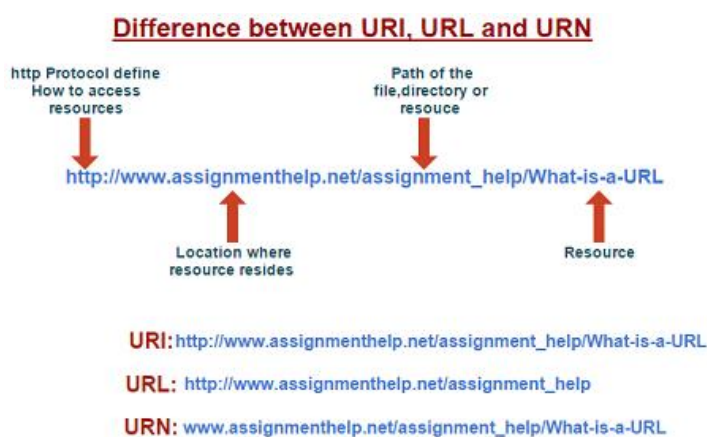 Difference between URI, URL and URN
http Protocol define
How to access
resources
Path of the
file,directory or
resouce
http://www.assignmenthelp.net/assignment_help/What-is-a-URL
Location where
resource resides
Resource
URI: http://www.assignmenthelp.net/assignment_help/What-is-a-URL
URL: http://www.assignmenthelp.net/assignment_help
URN: www.assignmenthelp.net/assignment_help/What-is-a-URL